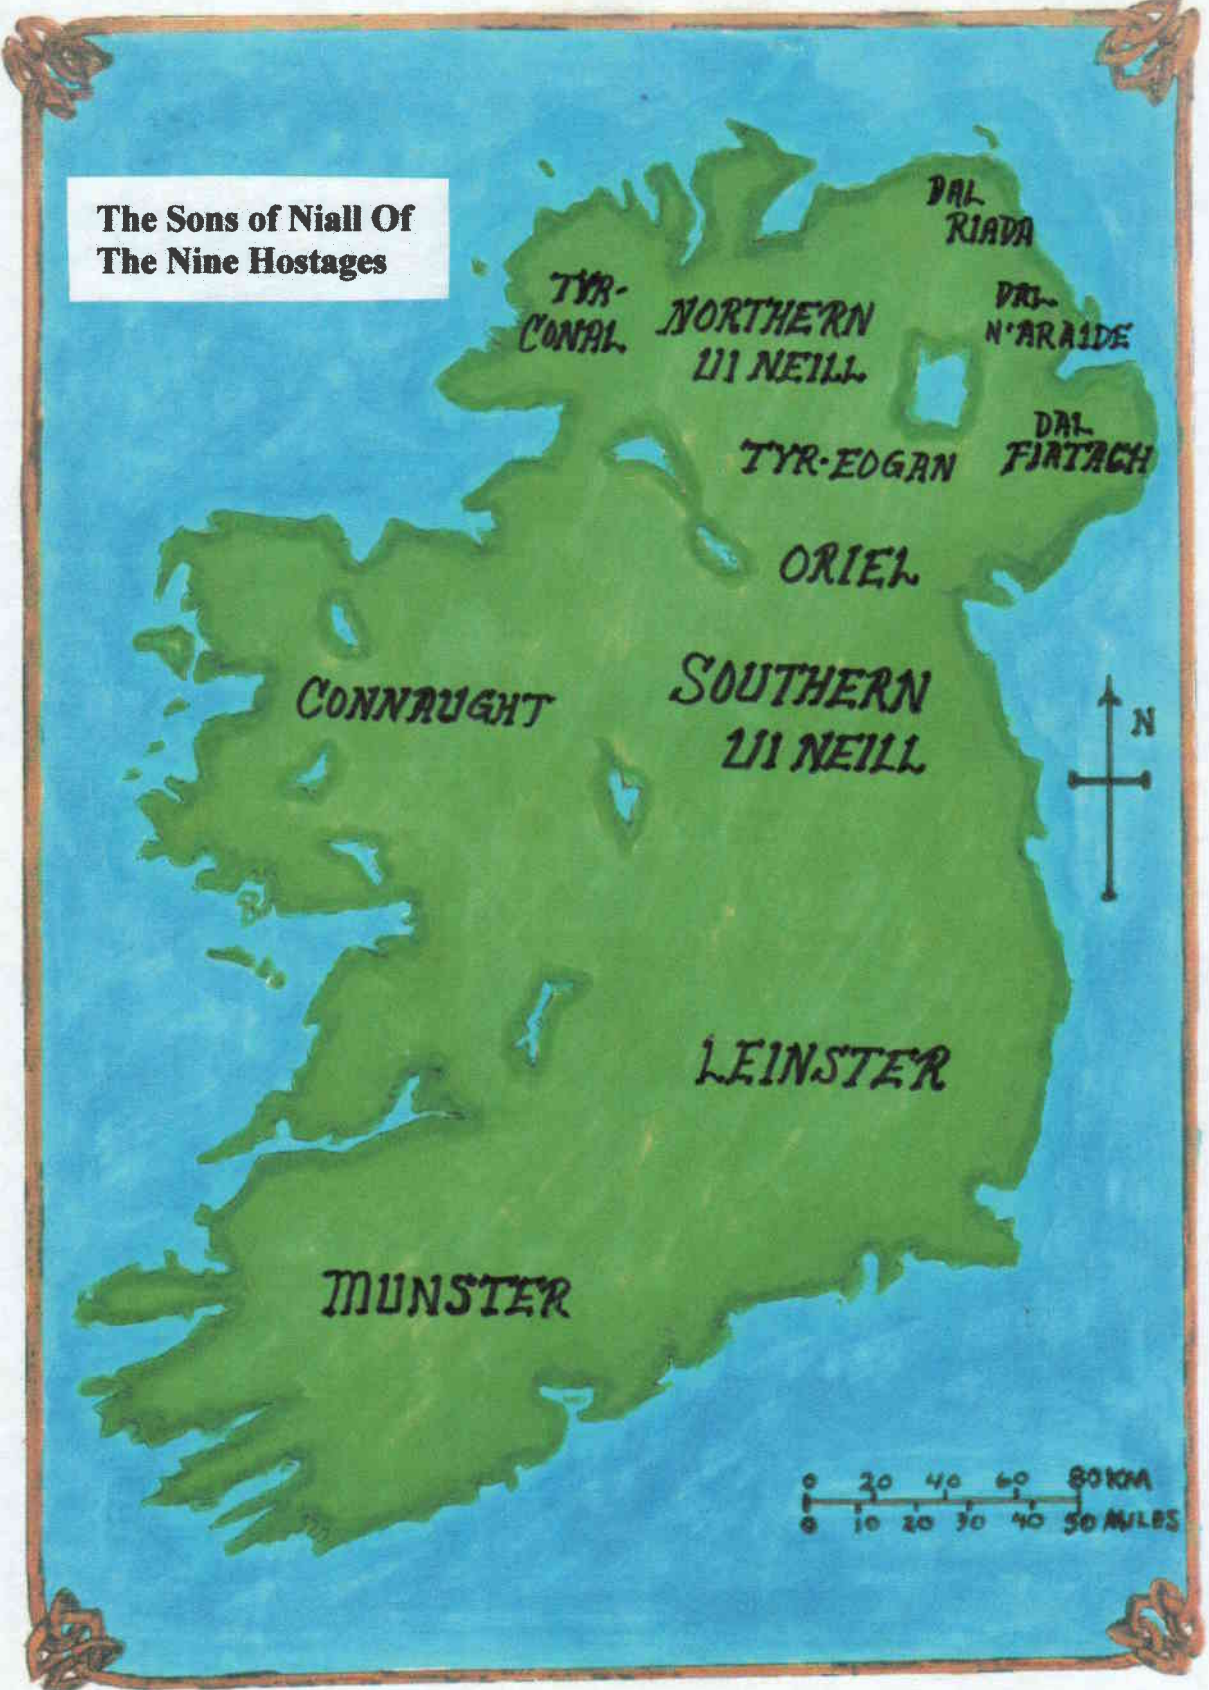 The Sons of Niall Of
The Nine Hostages
DAL
RIADA
TYR-
CONAL
NORTHERN
UI NEILL
DAL
N'ARAIDE
DAL
FIATACH
TYR-EOGAN
ORIEL
CONNAUGHT
SOUTHERN
UI NEILL
N
LEINSTER
MUNSTER
0 20 40 60 80 KM
0 10 20 30 40 50 MILES